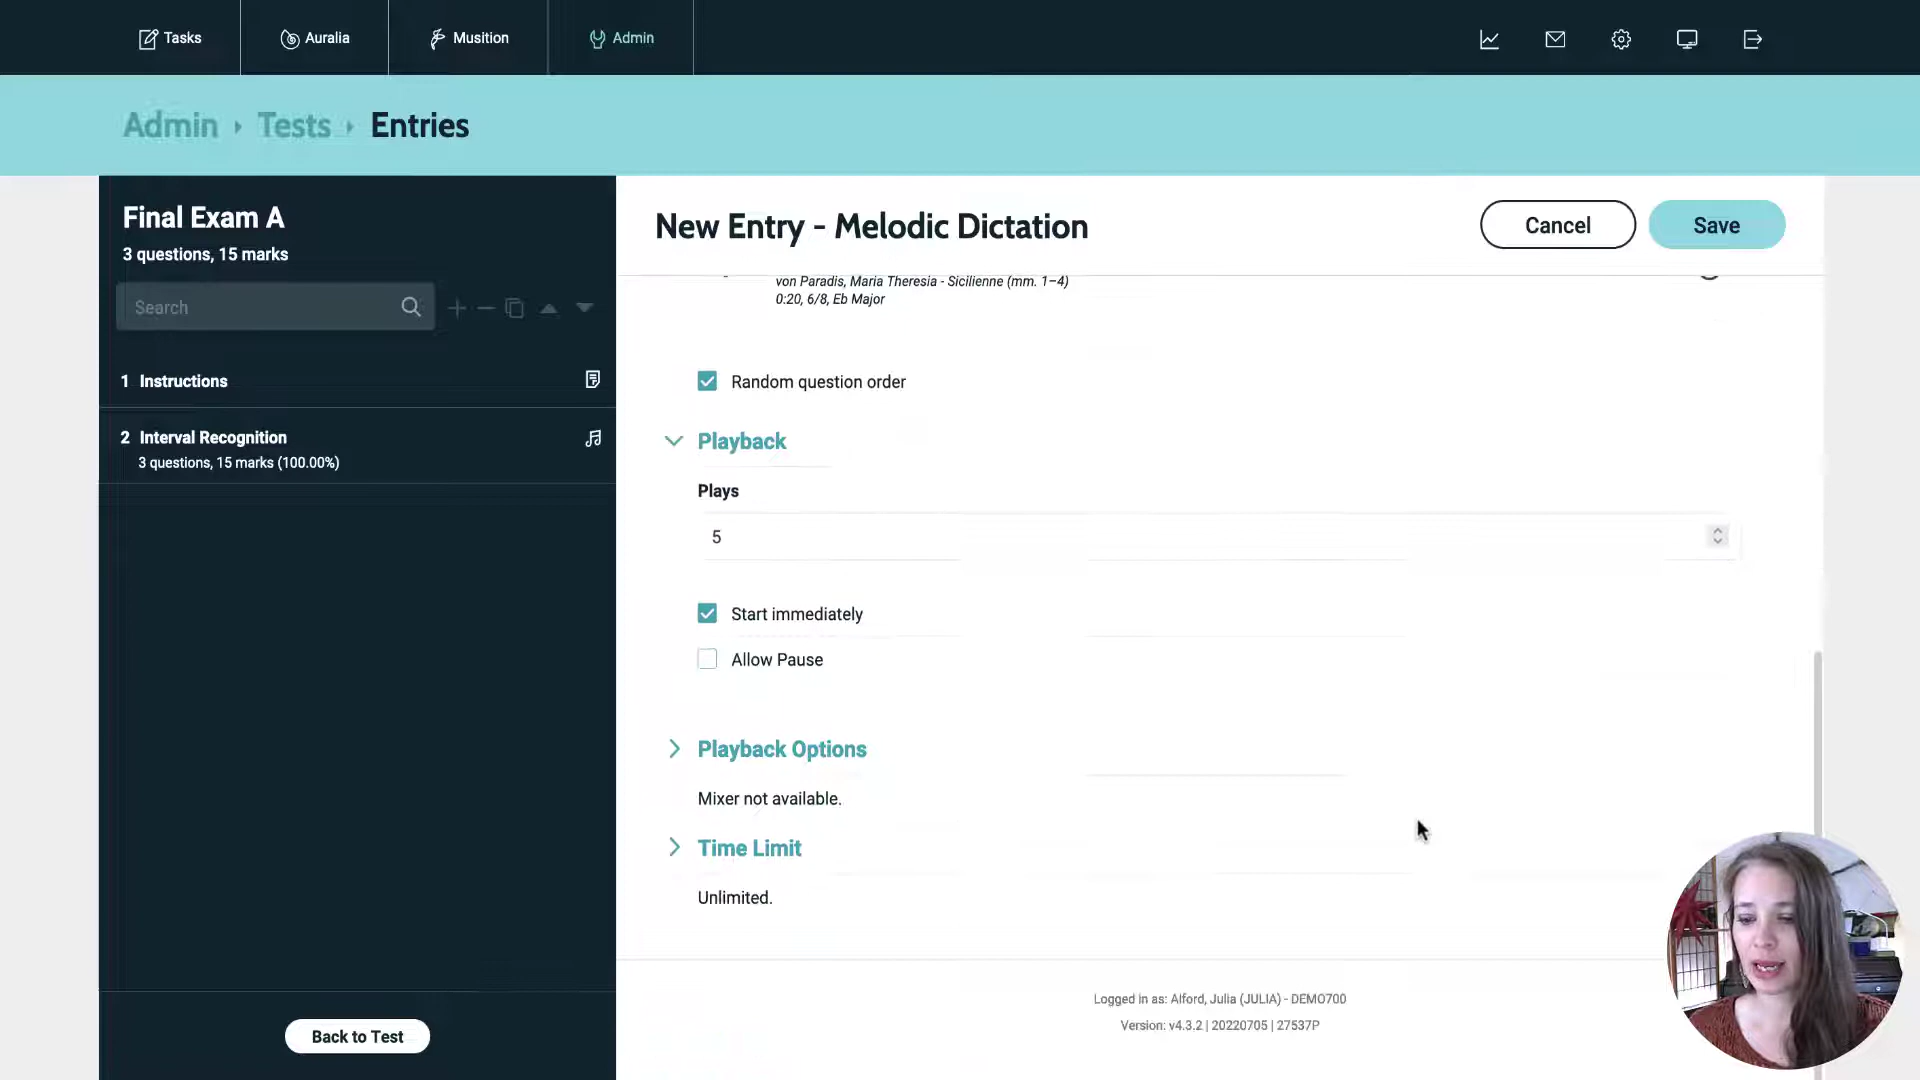 Tasks
Auralia
Musition
Admin
Admin
Tests
Entries
Final Exam A
3 questions, 15 marks
Search
1 Instructions
2 Interval Recognition
3 questions, 15 marks (100.00%)
Back to Test
New Entry - Melodic Dictation
Cancel
Save
von Paradis, Maria Theresia - Sicilienne (mm. 1–4)
0:20, 6/8, Eb Major
Random question order
Playback
Plays
5
Start immediately
Allow Pause
Playback Options
Mixer not available.
Time Limit
Unlimited.
Logged in as: Alford, Julia (JULIA) - DEMO700
Version: v4.3.2 | 20220705 | 27537P